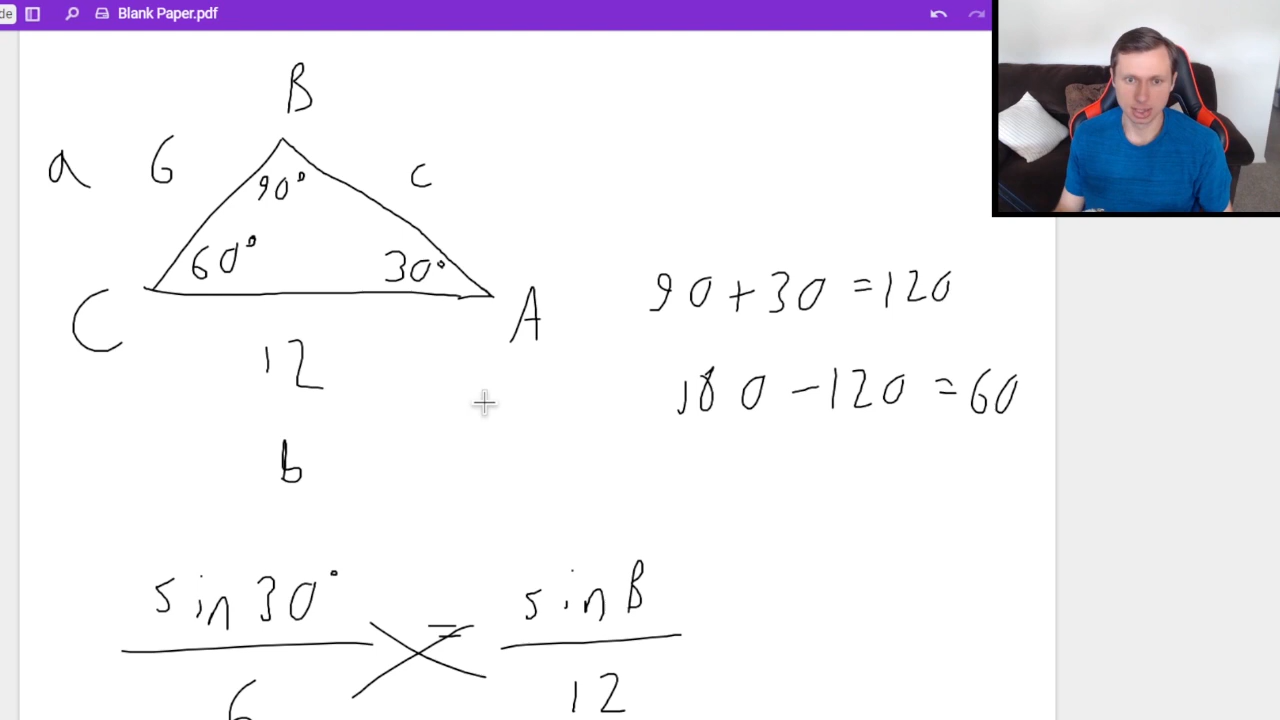 de
Blank Paper.pdf
B
a 6 c
90°
60° 30°
C A
12
b
90 + 30 = 120
180 - 120 = 60
sin 30° = sin B
6 12